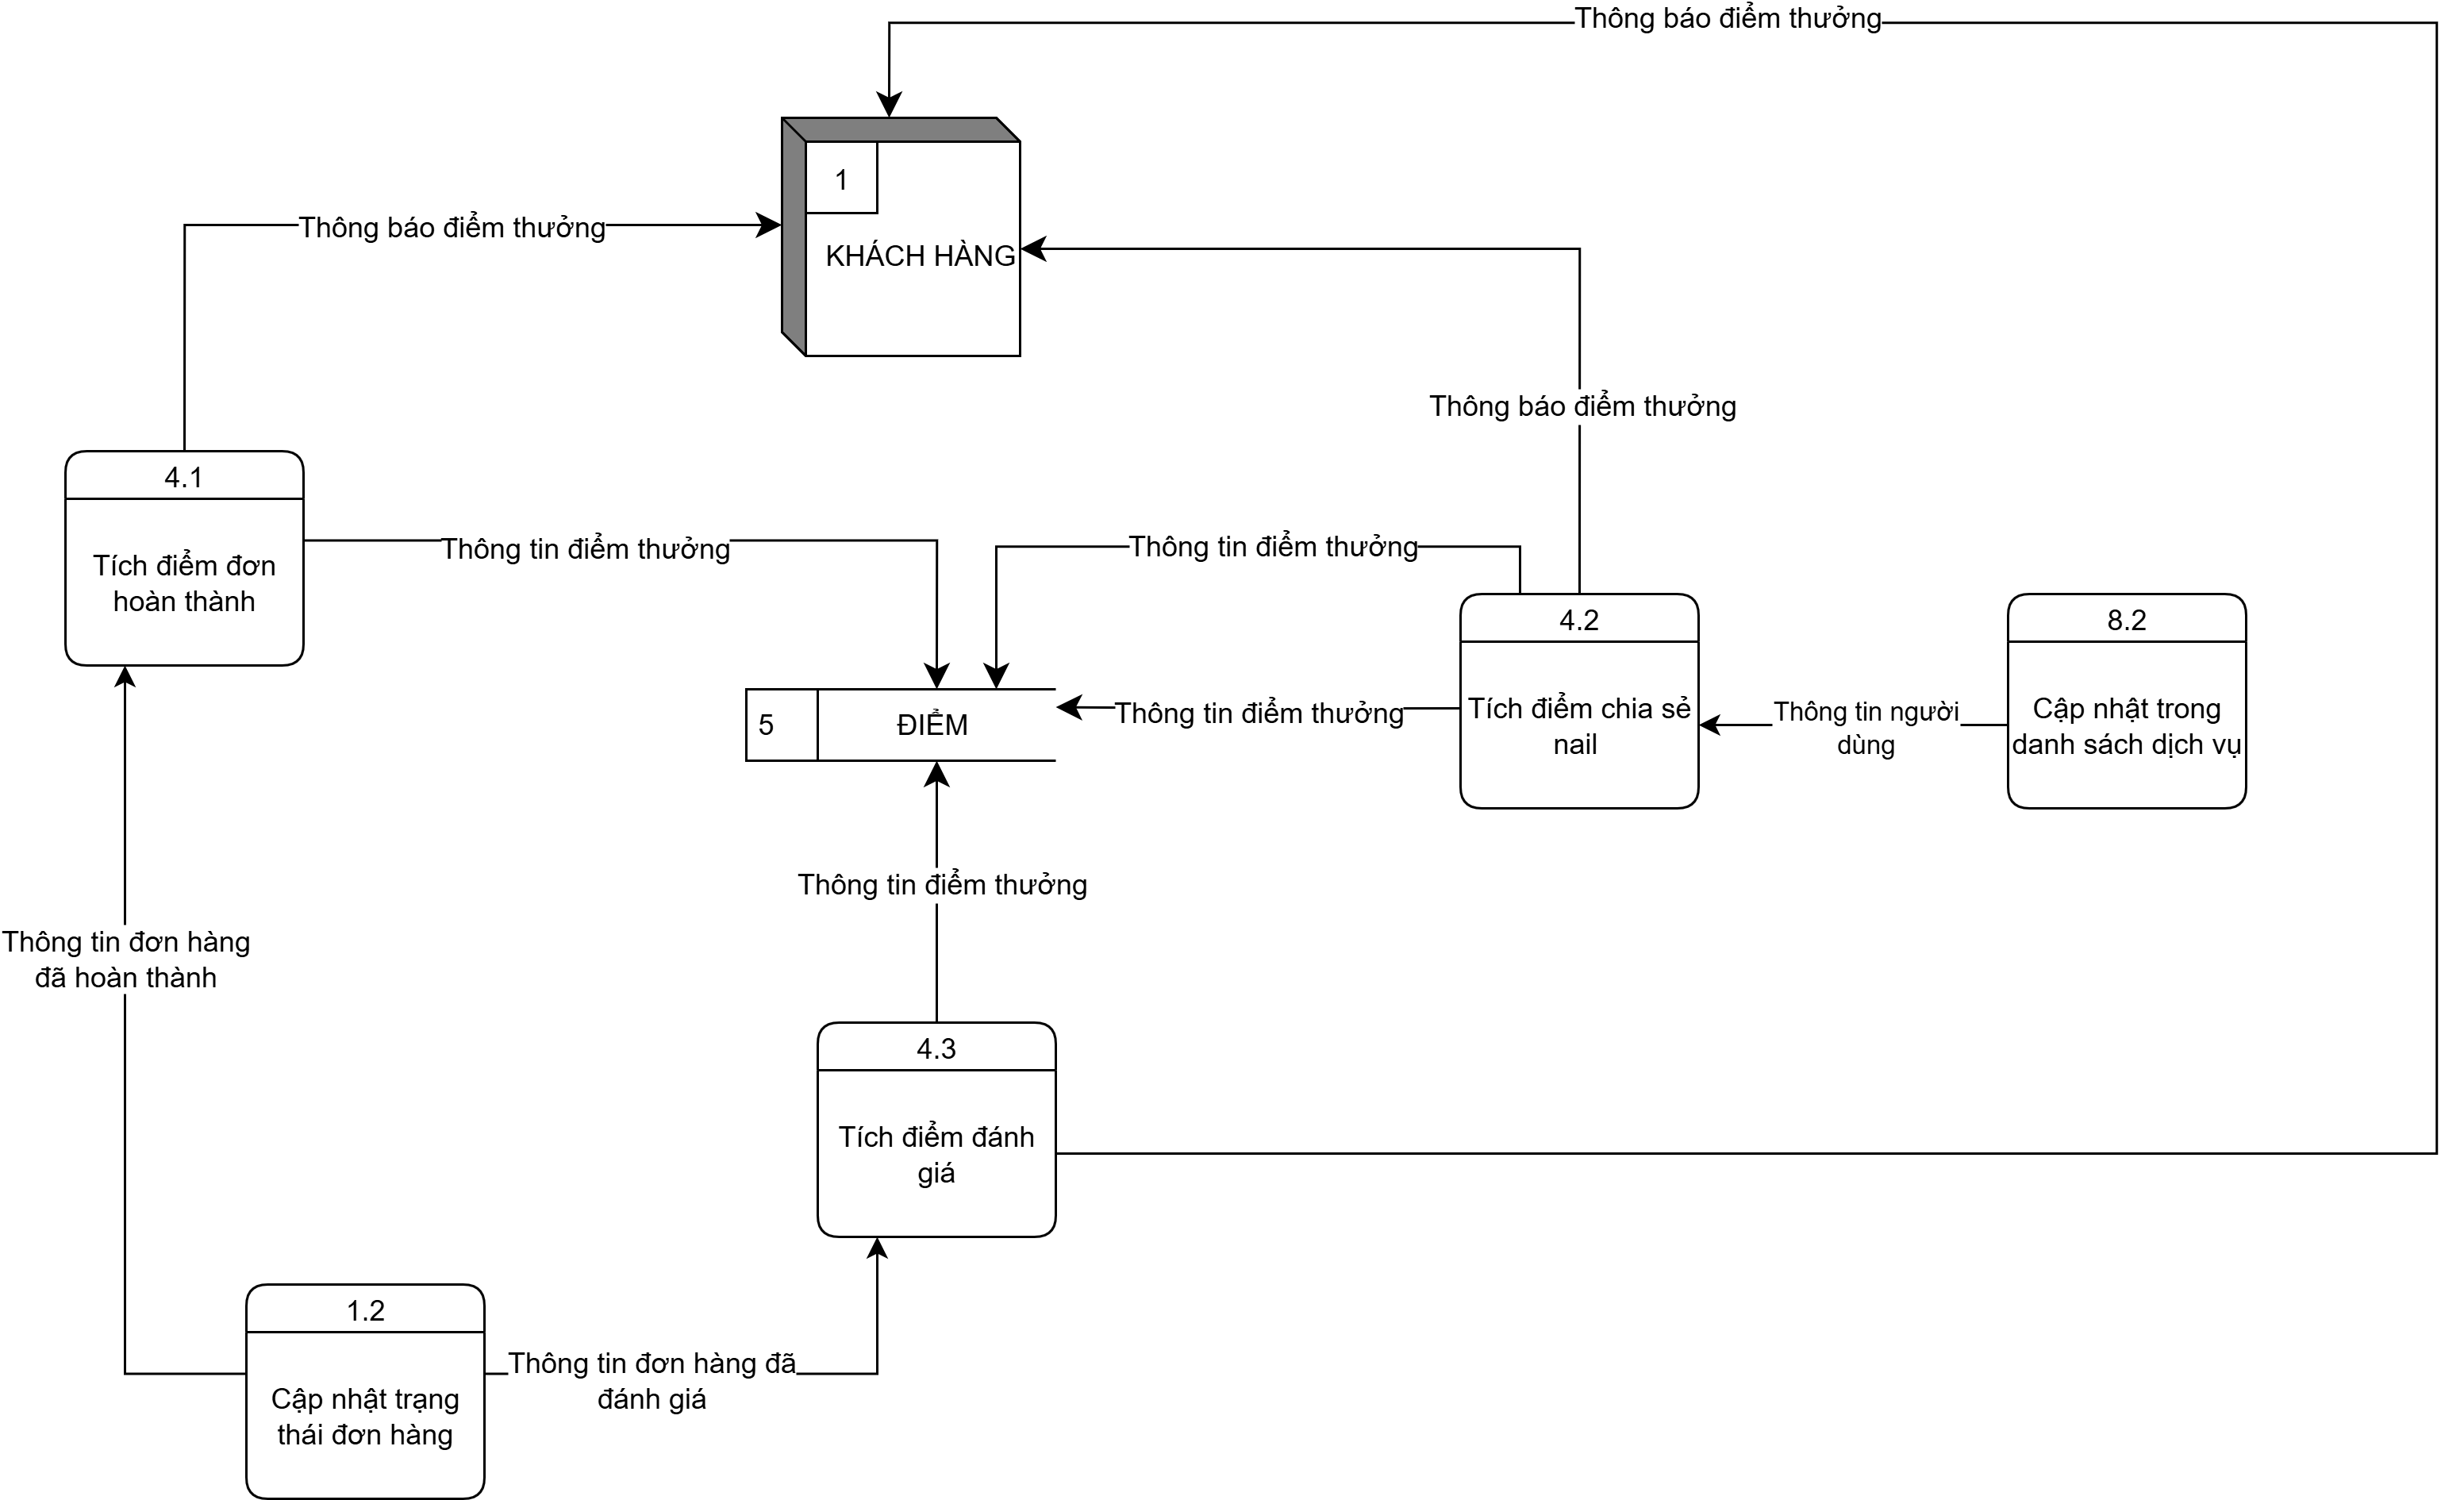 Thông báo điểm thưởng
1
Thông báo điểm thưởng
KHÁCH HÀNG
Thông báo điểm thưởng
4.1
Thông tin điểm thưởng
Thông tin điểm thưởng
Tích điểm đơn
hoàn thành
4.2
8.2
5
ĐIỂM
Thông tin điểm thưởng
Tích điểm chia sẻ
nail
Thông tin người
dùng
Cập nhật trong
danh sách dịch vụ
Thông tin điểm thưởng
Thông tin đơn hàng
đã hoàn thành
4.3
Tích điểm đánh
giá
1.2
Thông tin đơn hàng đã
đánh giá
Cập nhật trạng
thái đơn hàng